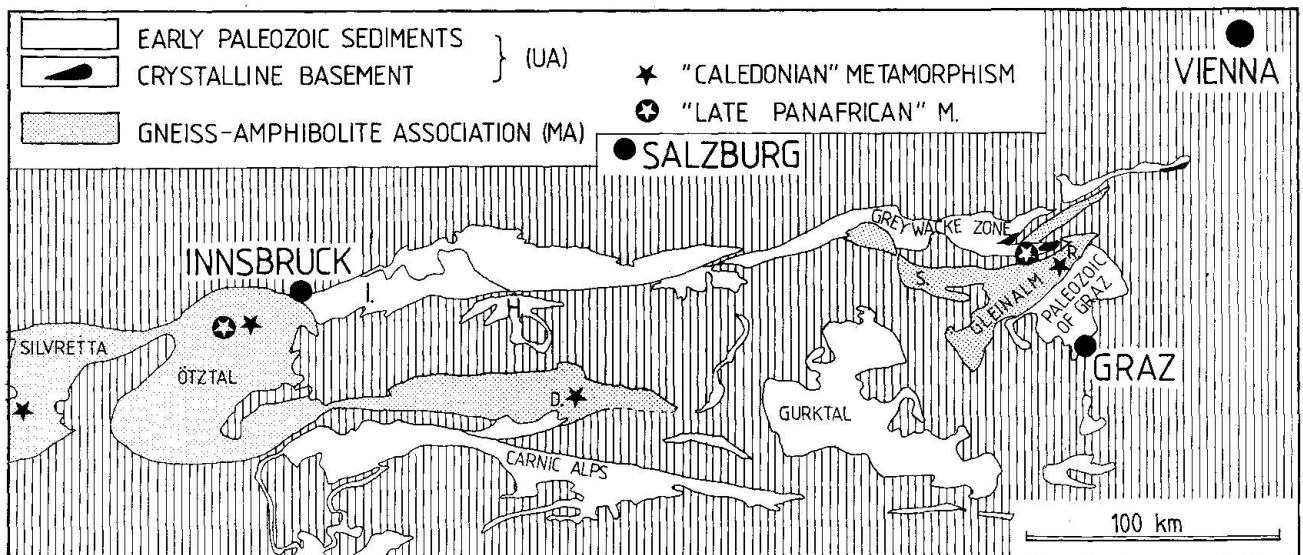 EARLY PALEOZOIC SEDIMENTS
CRYSTALLINE BASEMENT
(UA)
GNEISS-AMPHIBOLITE ASSOCIATION (MA)
"CALEDONIAN" METAMORPHISM
"LATE PANAFRICAN" M.
VIENNA
SALZBURG
INNSBRUCK
I.
H.
GREYWACKE ZONE
S.
R.
GLEINALM
PALEOZOIC
OF GRAZ
SILVRETTA
ÖTZTAL
D.
GRAZ
GURKTAL
CARNIC ALPS
100 km